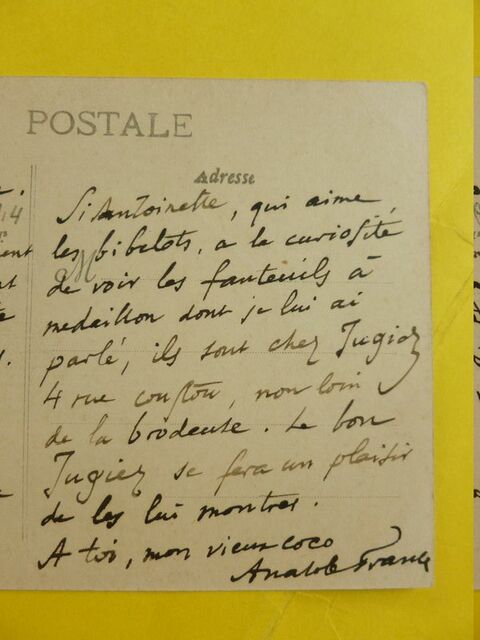 POSTALE
Adresse
Si Antoinette, qui aime
les bibelots, a la curiosité
de voir les fauteuils à
medaillon dont je lui ai
parlé, ils sont chez Jugiez
4 rue , non loin
de la brodeuse. Le bon
Jugiez se fera un plaisir
de les lui montrer.
A toi, mon vieux coco
Anatole France